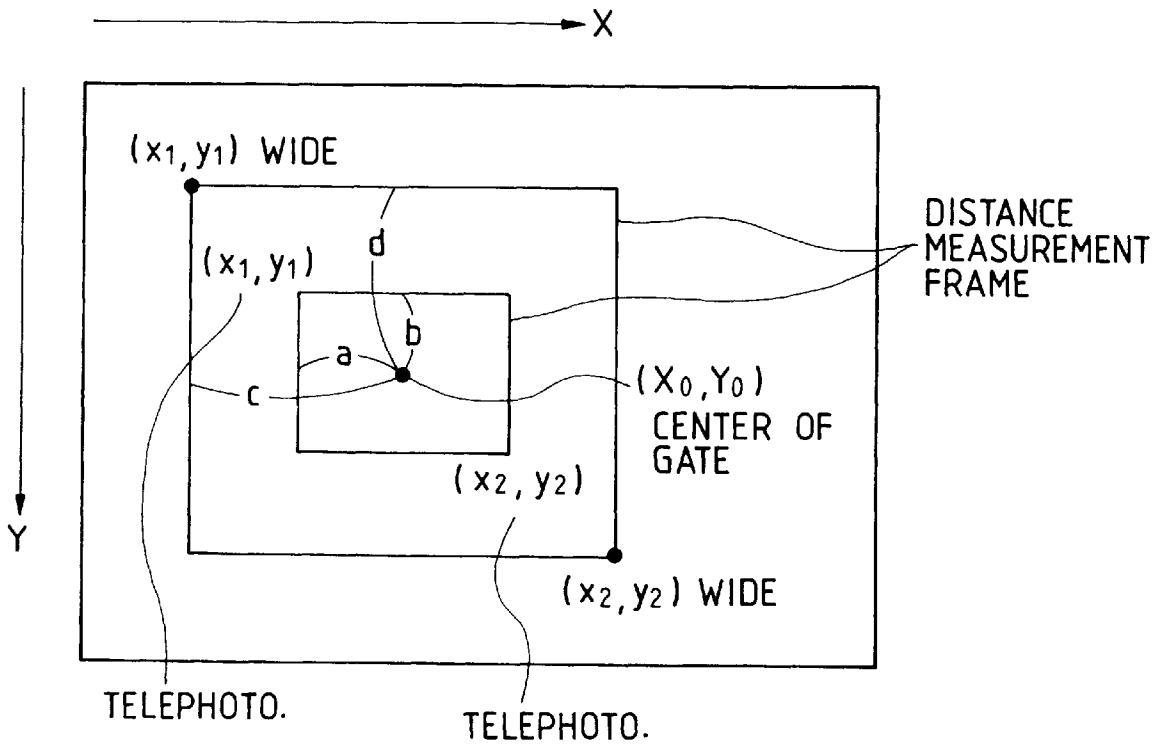 X
(x1, y1) WIDE
DISTANCE
MEASUREMENT
FRAME
d
(x1, y1)
b
a
(X0, Y0)
c
CENTER OF
GATE
(x2, y2)
Y
(x2, y2) WIDE
TELEPHOTO.
TELEPHOTO.